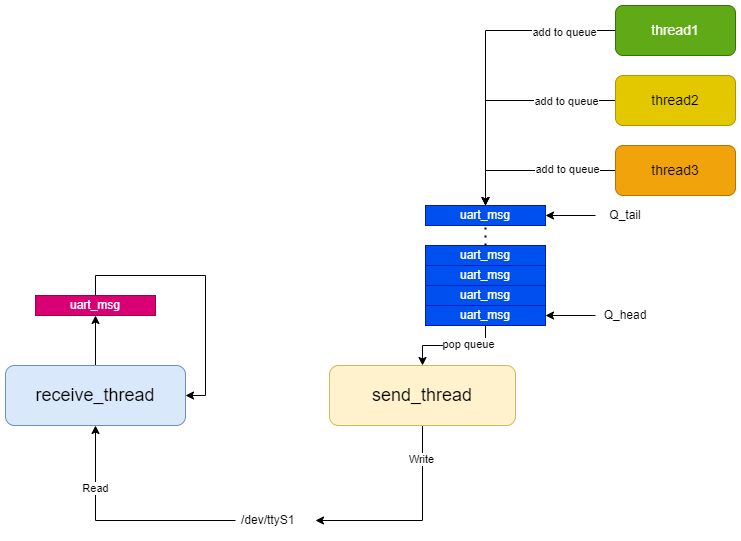 add to queue
thread1
add to queue
thread2
add to queue
thread3
uart_msg
Q_tail
uart_msg
uart_msg
uart_msg
uart_msg
Q_head
pop queue
uart_msg
receive_thread
send_thread
Write
Read
/dev/ttyS1